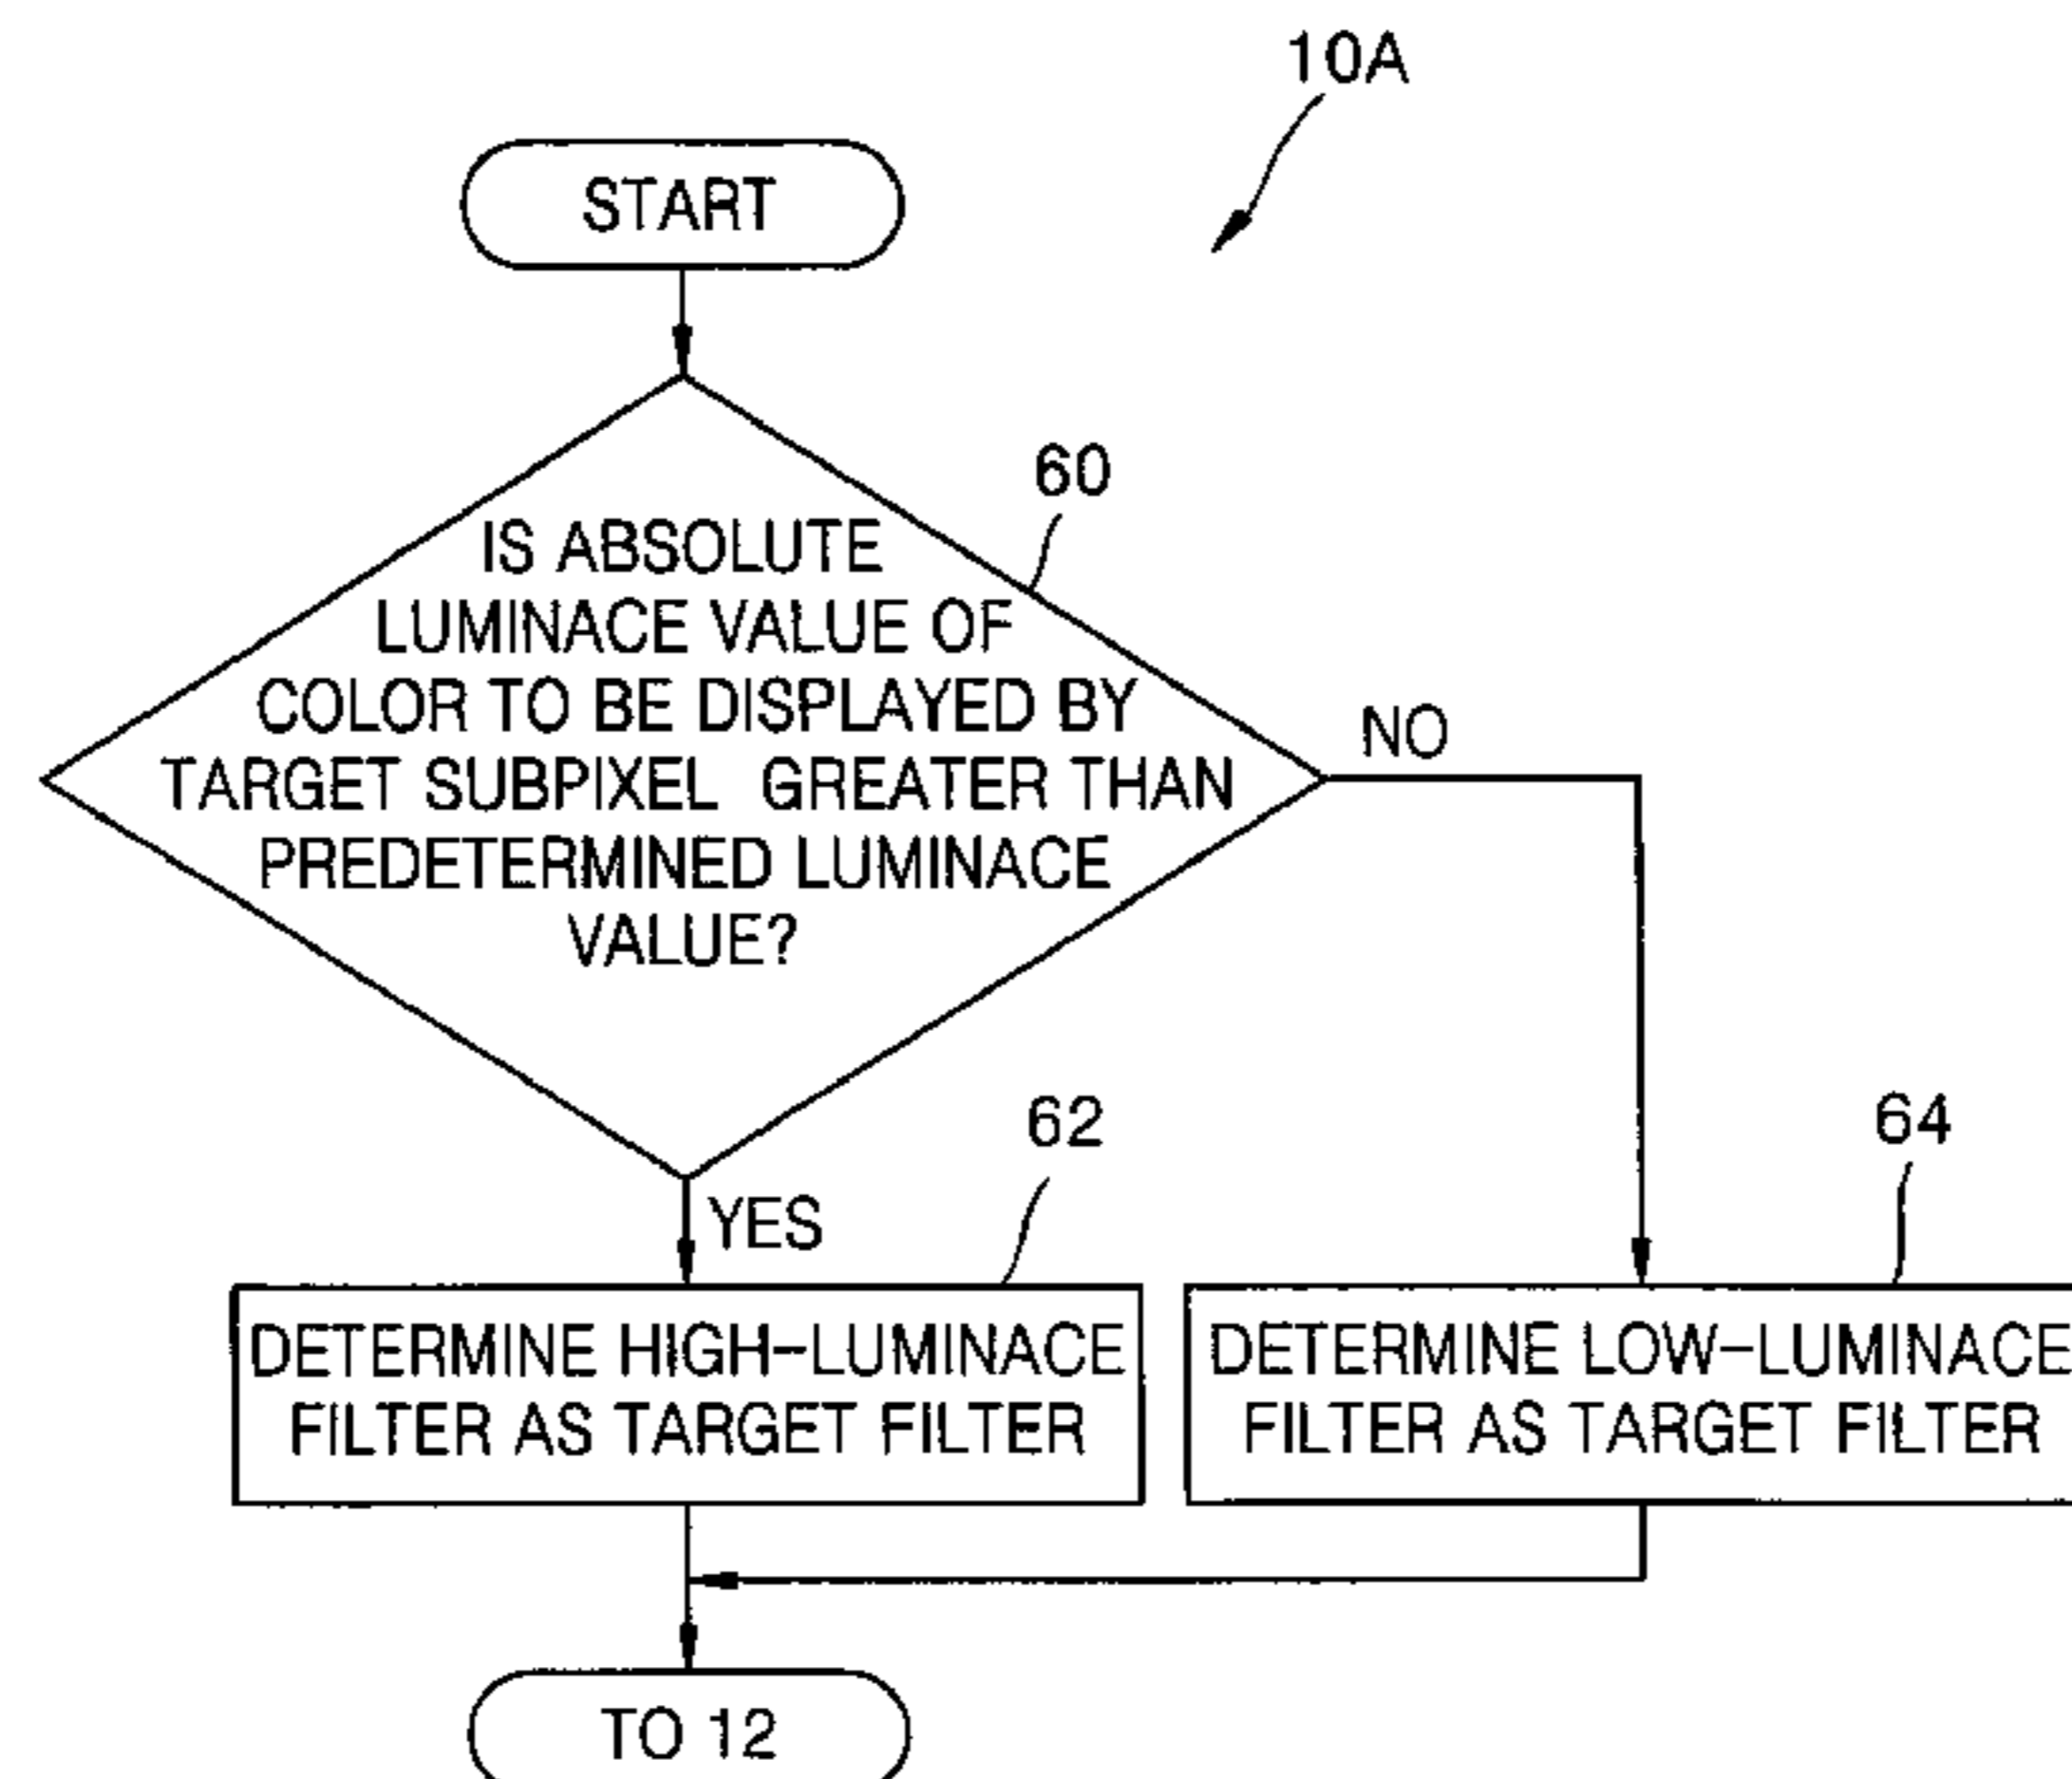 10A
START
60
IS ABSOLUTE
LUMINACE VALUE OF
COLOR TO BE DISPLAYED BY
TARGET SUBPIXEL GREATER THAN
PREDETERMINED LUMINACE
VALUE?
NO
YES
62
64
DETERMINE HIGH-LUMINACE
FILTER AS TARGET FILTER
DETERMINE LOW-LUMINACE
FILTER AS TARGET FILTER
TO 12